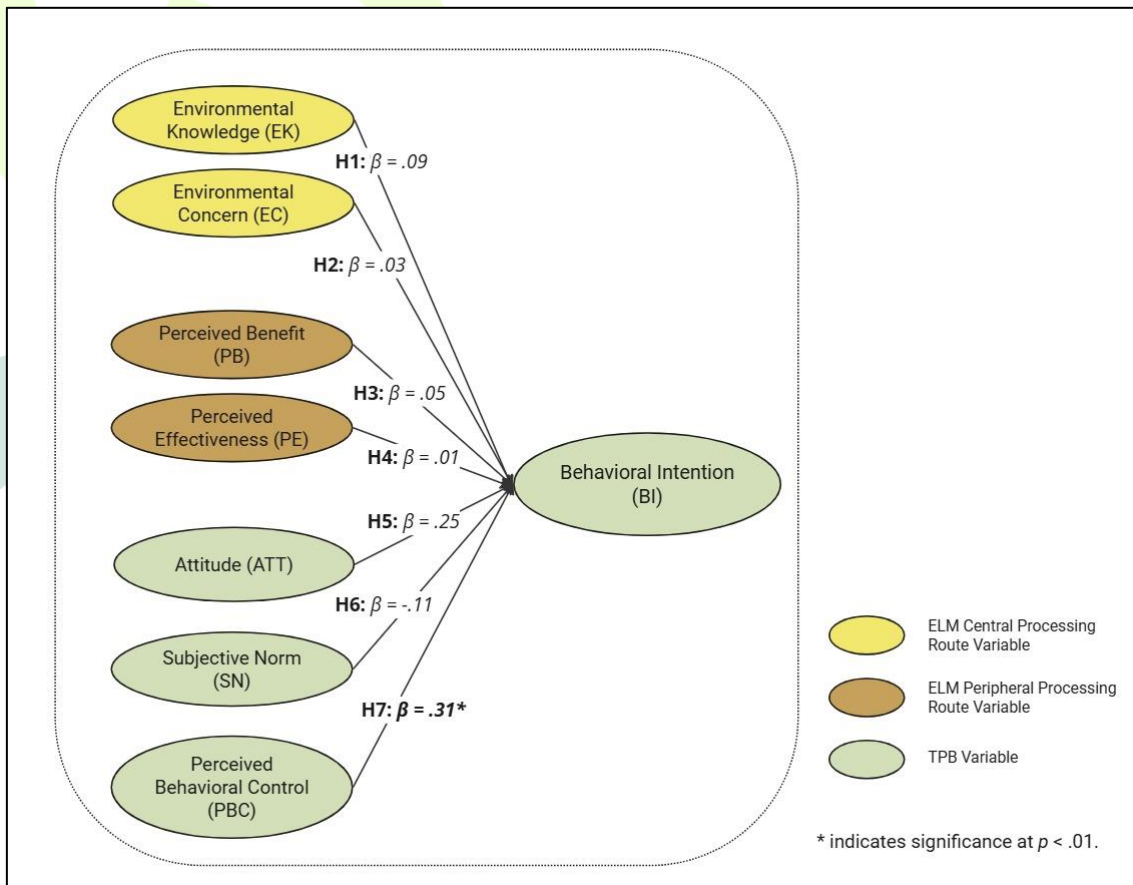 Environmental
Knowledge (EK)
H1: β = .09
Environmental
Concern (EC)
H2: β = .03
Perceived Benefit
(PB)
H3: β = .05
Perceived
Effectiveness (PE)
H4: β = .01
Behavioral Intention
(BI)
H5: β = .25
Attitude (ATT)
H6: β = -.11
Subjective Norm
(SN)
H7: β = .31*
Perceived
Behavioral Control
(PBC)
ELM Central Processing
Route Variable
ELM Peripheral Processing
Route Variable
TPB Variable
* indicates significance at p < .01.